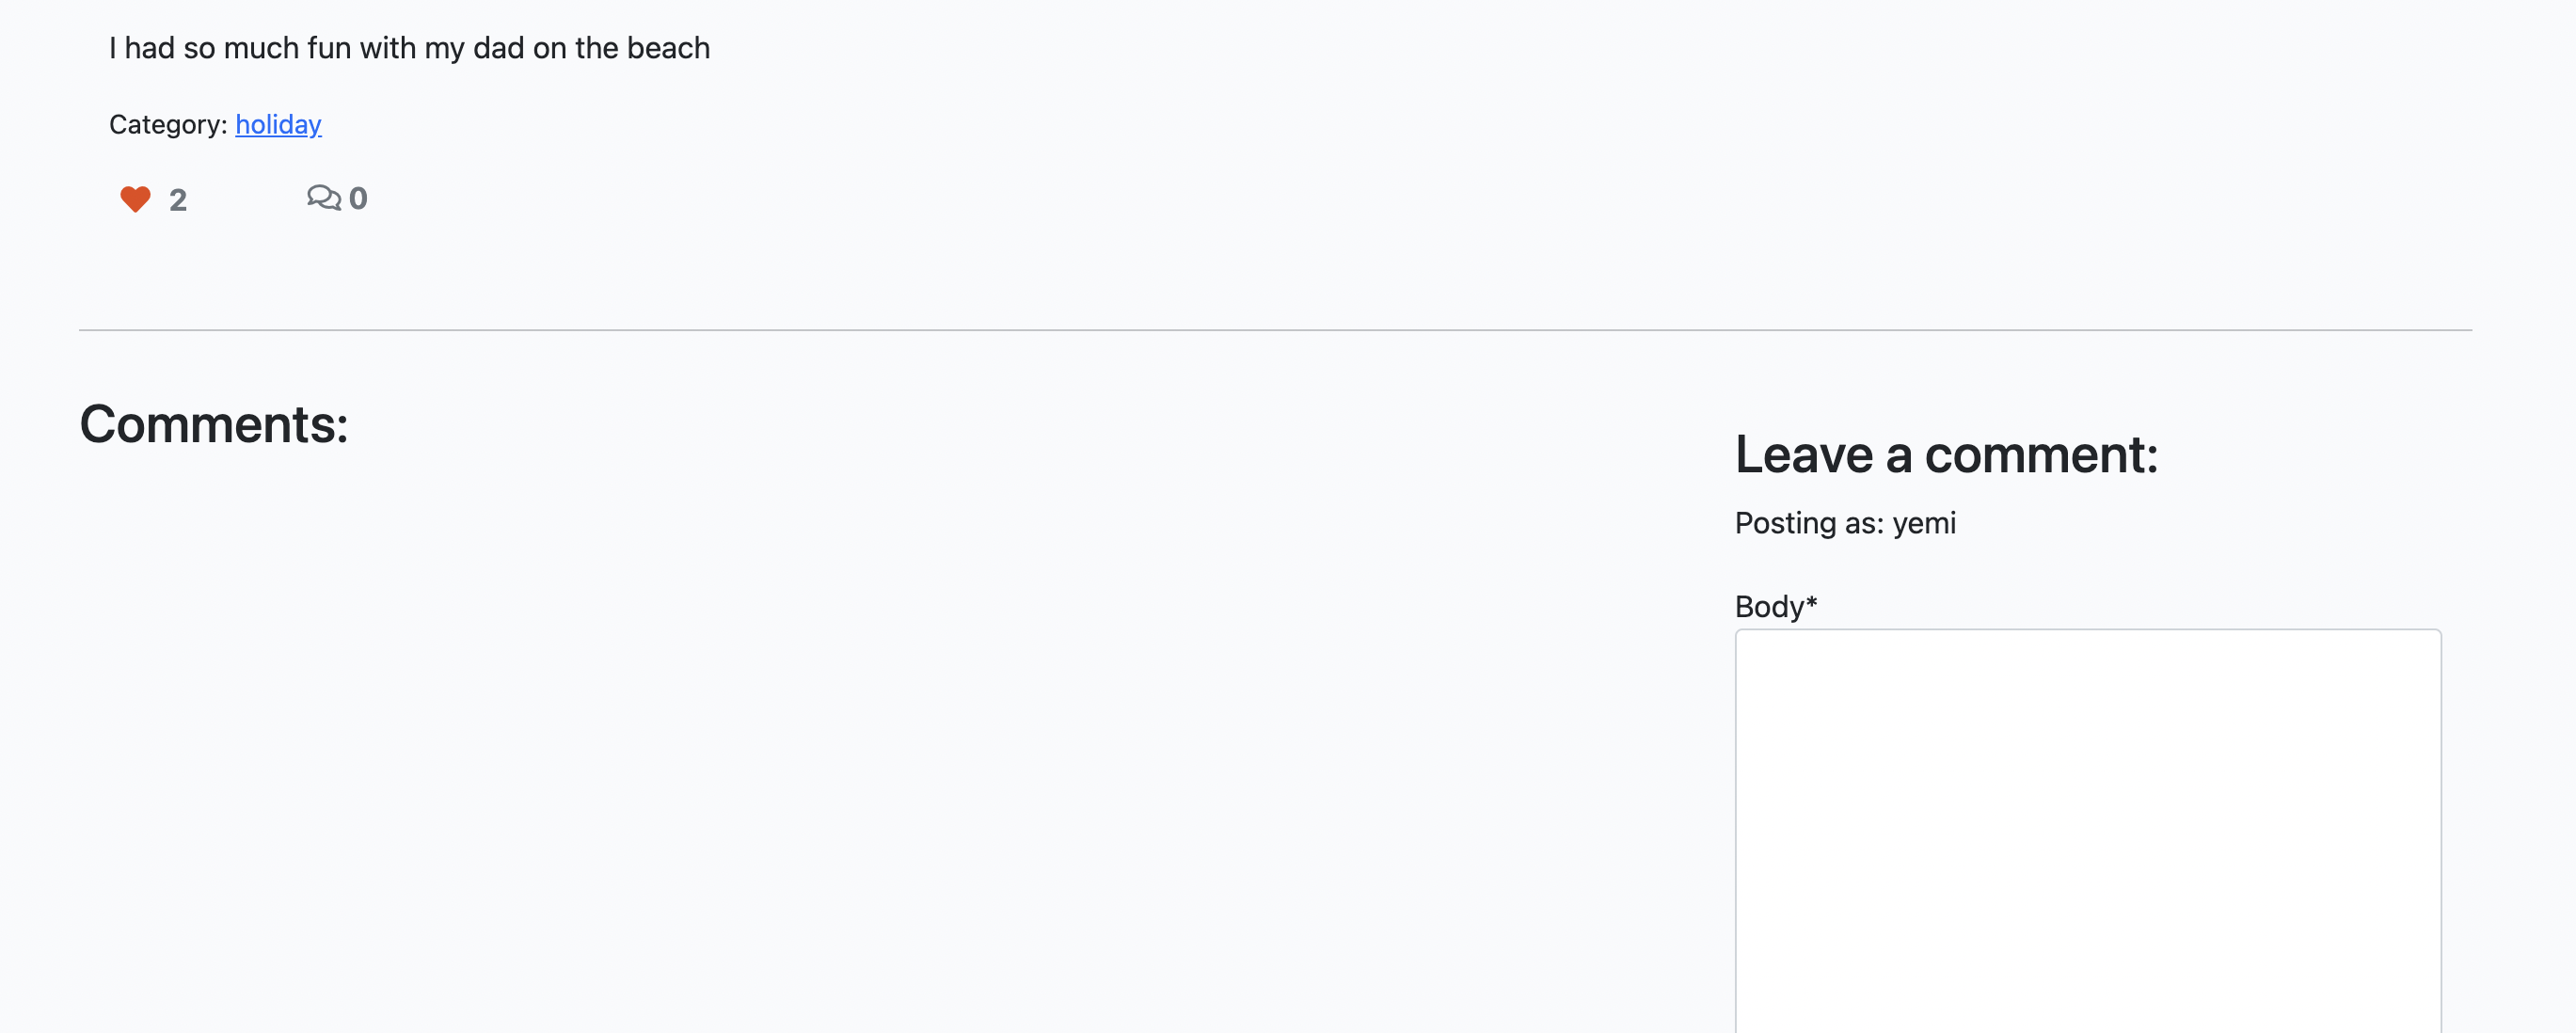 I had so much fun with my dad on the beach
Category: holiday
2 0
Comments:
Leave a comment:
Posting as: yemi
Body*